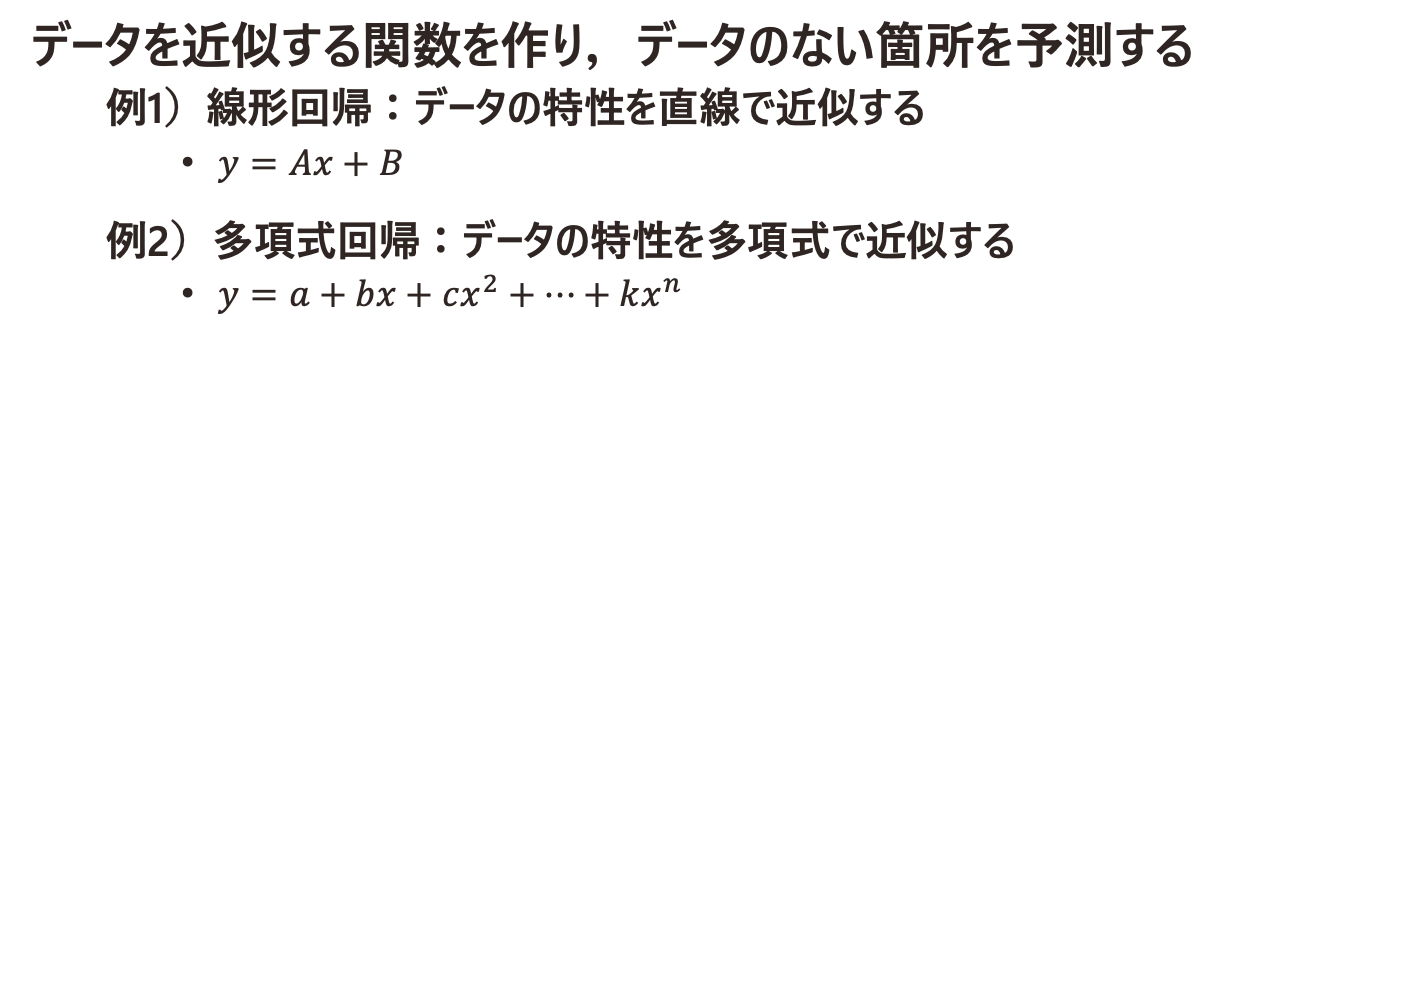 データを近似する関数を作り，データのない箇所を予測する
例1）線形回帰：データの特性を直線で近似する
• y = Ax + B
例2）多項式回帰：データの特性を多項式で近似する
• y = a + bx + cx² + ⋯ + kxⁿ